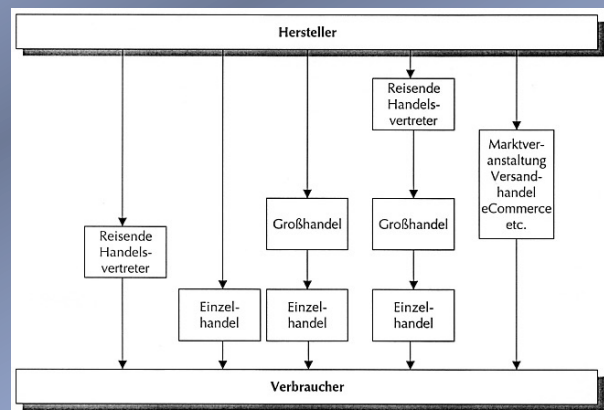 Hersteller
Reisende
Handels-
vertreter
Marktver-
anstaltung
Versand-
handel
eCommerce
etc.
Großhandel
Großhandel
Reisende
Handels-
vertreter
Einzel-
handel
Einzel-
handel
Einzel-
handel
Verbraucher